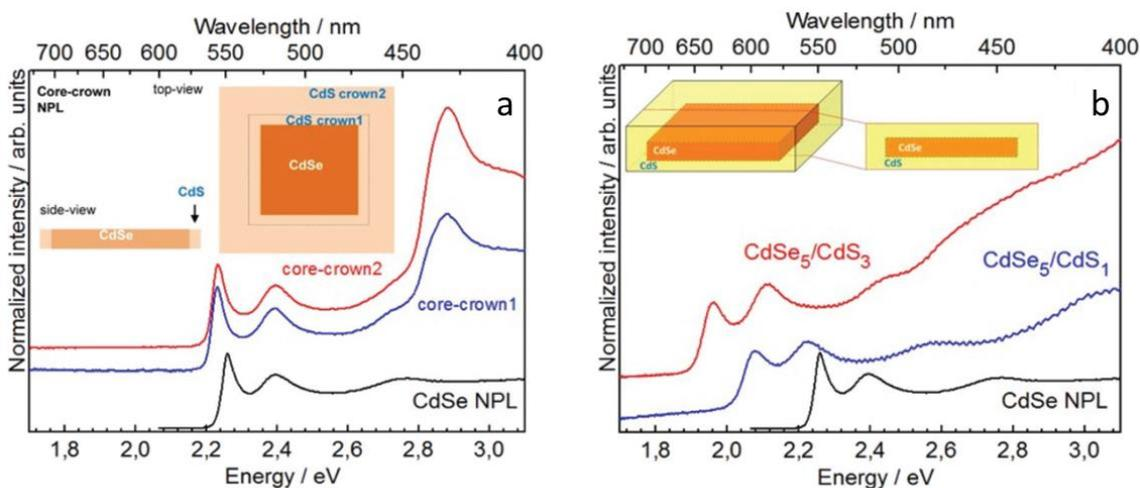 Wavelength / nm
700 650 600 550 500 450 400
Normalized intensity / arb. units
Core-crown
NPL
top-view
CdS crown2
CdS crown1
CdSe
a
CdS
side-view
CdSe
core-crown2
core-crown1
CdSe NPL
1,8 2,0 2,2 2,4 2,6 2,8 3,0
Energy / eV
Wavelength / nm
700 650 600 550 500 450 400
Normalized intensity / arb. units
b
CdSe
CdS
CdSe
CdS
CdSe5/CdS3
CdSe5/CdS1
CdSe NPL
1,8 2,0 2,2 2,4 2,6 2,8 3,0
Energy / eV